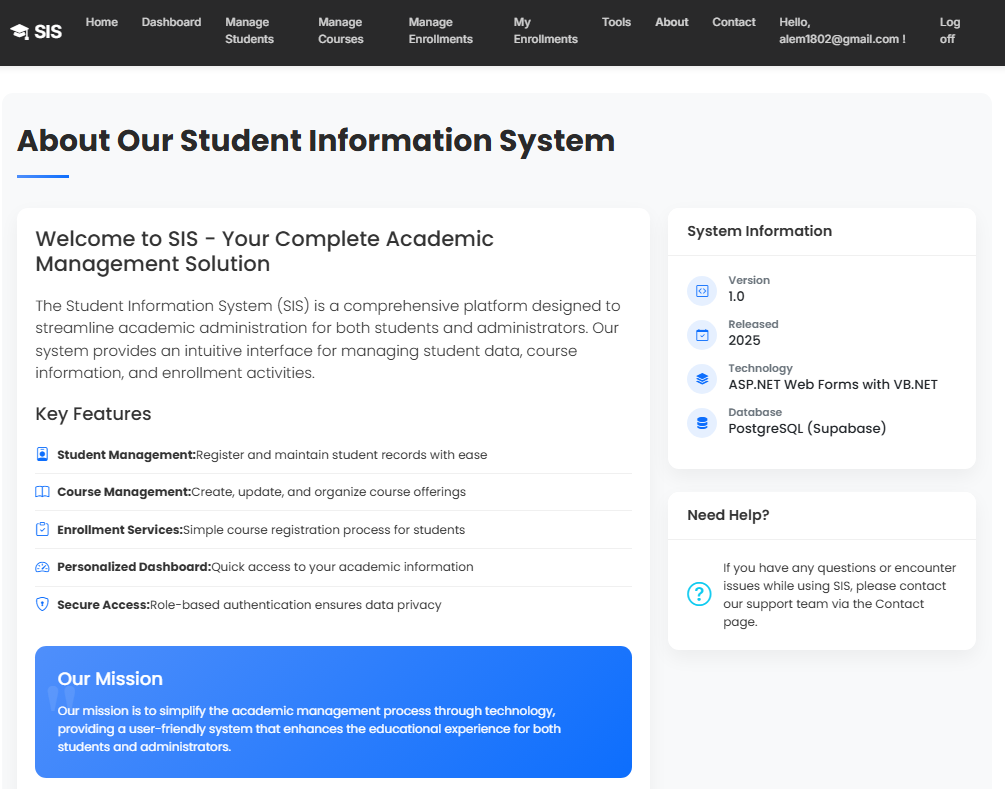 SIS
Home
Dashboard
Manage
Students
Manage
Courses
Manage
Enrollments
My
Enrollments
Tools
About
Contact
Hello,
alem1802@gmail.com !
Log
off
About Our Student Information System
Welcome to SIS - Your Complete Academic
Management Solution
The Student Information System (SIS) is a comprehensive platform designed to
streamline academic administration for both students and administrators. Our
system provides an intuitive interface for managing student data, course
information, and enrollment activities.
Key Features
Student Management:Register and maintain student records with ease
Course Management:Create, update, and organize course offerings
Enrollment Services:Simple course registration process for students
Personalized Dashboard:Quick access to your academic information
Secure Access:Role-based authentication ensures data privacy
"
Our Mission
Our mission is to simplify the academic management process through technology,
providing a user-friendly system that enhances the educational experience for both
students and administrators.
System Information
Version
1.0
Released
2025
Technology
ASP.NET Web Forms with VB.NET
Database
PostgreSQL (Supabase)
Need Help?
?
If you have any questions or encounter
issues while using SIS, please contact
our support team via the Contact
page.